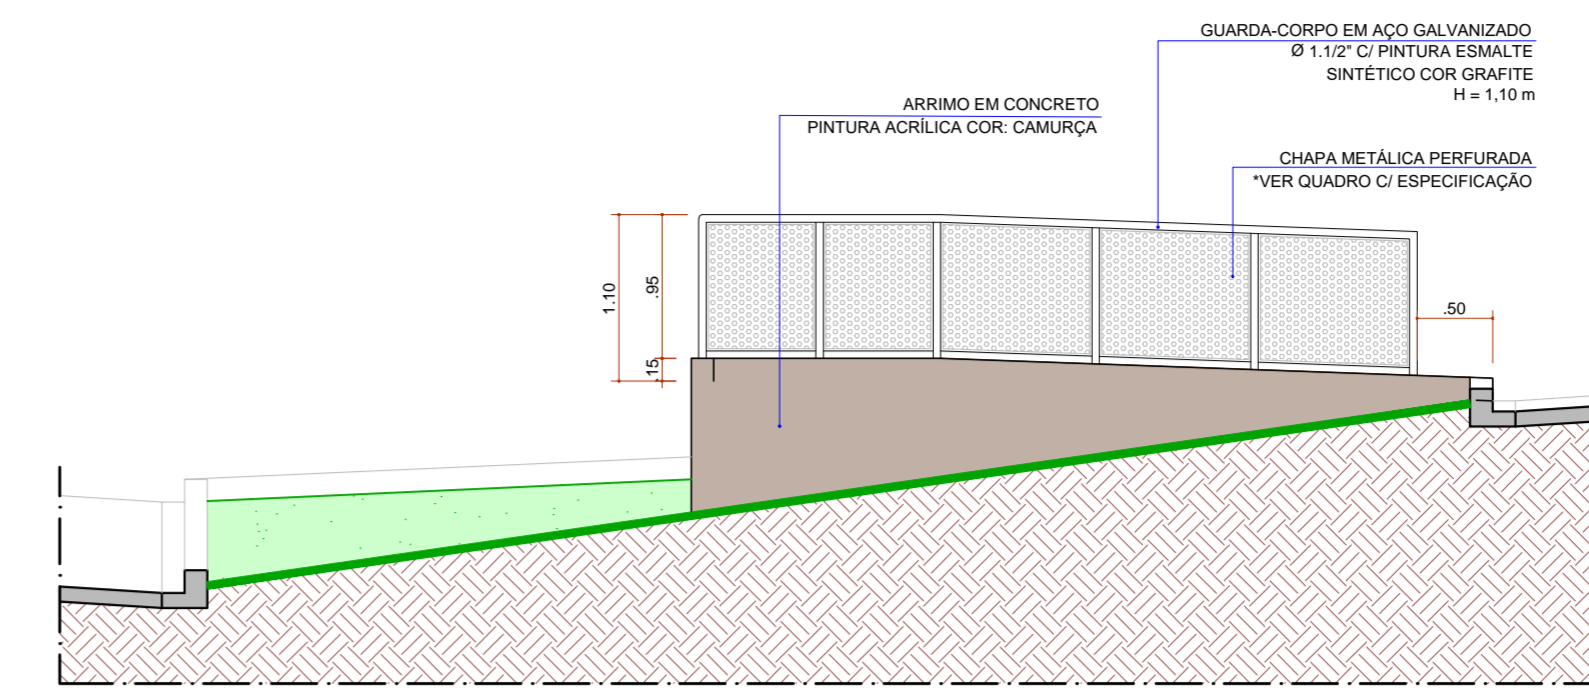 GUARDA-CORPO EM AÇO GALVANIZADO
Ø 1.1/2" C/ PINTURA ESMALTE
SINTÉTICO COR GRAFITE
H = 1,10 m
ARRIMO EM CONCRETO
PINTURA ACRÍLICA COR: CAMURÇA
CHAPA METÁLICA PERFURADA
*VER QUADRO C/ ESPECIFICAÇÃO
1.10
.95
.15
.50